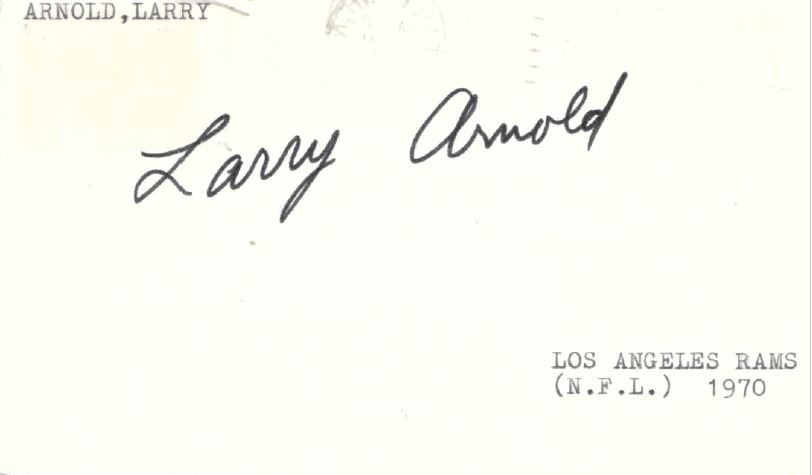 ARNOLD,LARRY
Larry Arnold
LOS ANGELES RAMS
(N.F.L.) 1970